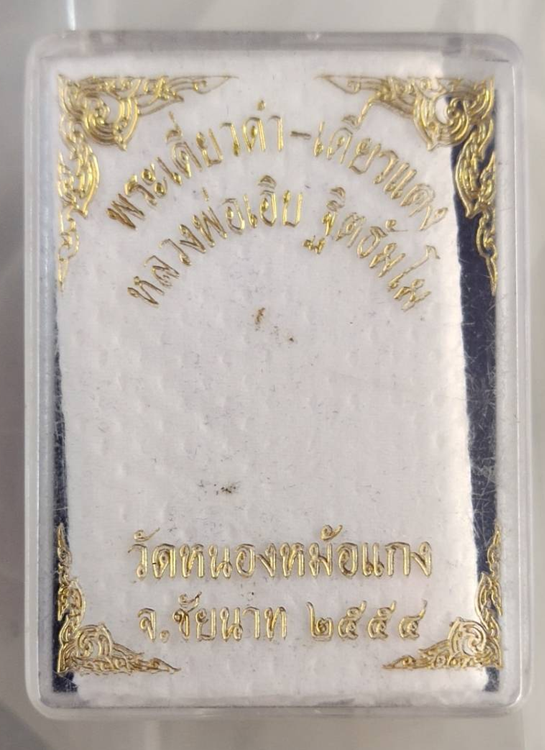 พระเดี่ยวดำ-เดี่ยวแดง
หลวงพ่อเอิบ ฐิตธัมโม
วัดหนองหม้อแกง
จ.ชัยนาท ๒๕๕๔